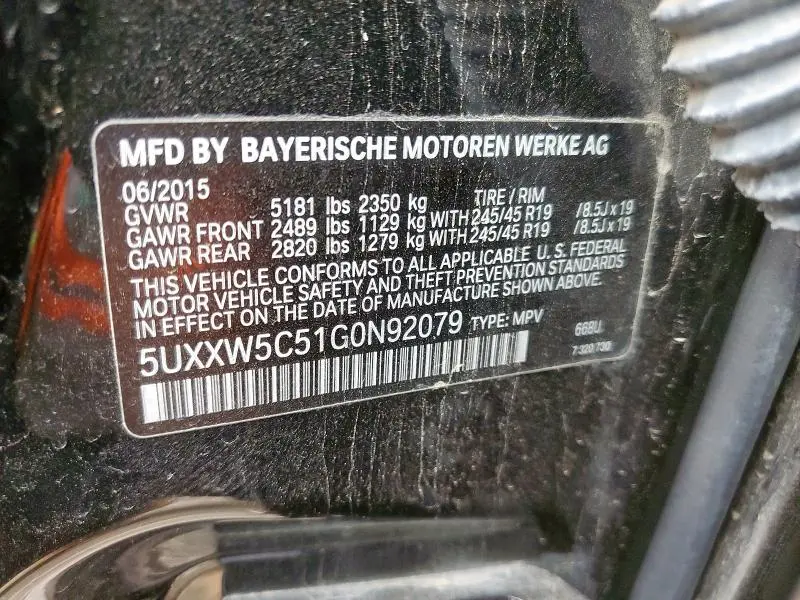 MFD BY BAYERISCHE MOTOREN WERKE AG
06/2015 TIRE / RIM
GVWR 5181 lbs 2350 kg
GAWR FRONT 2489 lbs 1129 kg WITH 245/45 R19 /8.5J x 19
GAWR REAR 2820 lbs 1279 kg WITH 245/45 R19 /8.5J x 19
THIS VEHICLE CONFORMS TO ALL APPLICABLE U.S. FEDERAL
MOTOR VEHICLE SAFETY AND THEFT PREVENTION STANDARDS
IN EFFECT ON THE DATE OF MANUFACTURE SHOWN ABOVE.
5UXXW5C51G0N92079 TYPE: MPV 668U
7 320 730